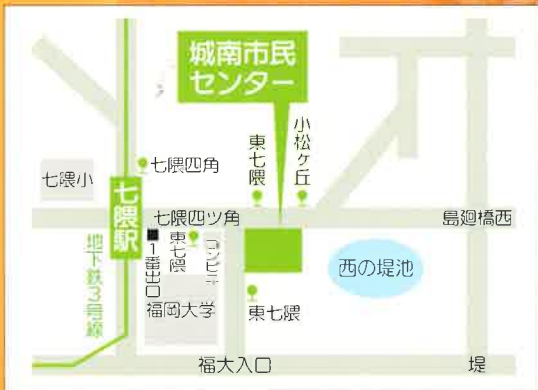 城南市民
センター
小松ヶ丘
東七隈
七隈四角
七隈小
七隈駅
七隈四ツ角
島廻橋西
地下鉄3号線
1番出口
東七隈
コンビニ
西の堤池
福岡大学
東七隈
福大入口
堤